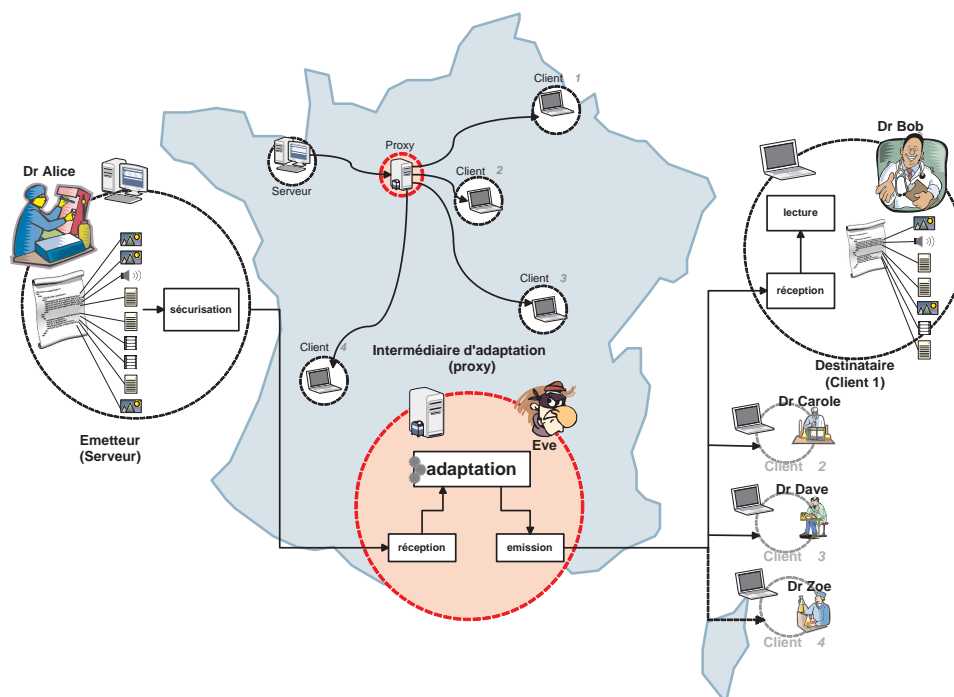 Client 1
Proxy
Serveur
Client 2
Client 3
Client 4
Dr Alice
sécurisation
Emetteur
(Serveur)
Intermédiaire d'adaptation
(proxy)
Eve
adaptation
réception
emission
Dr Bob
lecture
réception
Destinataire
(Client 1)
Dr Carole
Client 2
Dr Dave
Client 3
Dr Zoe
Client 4